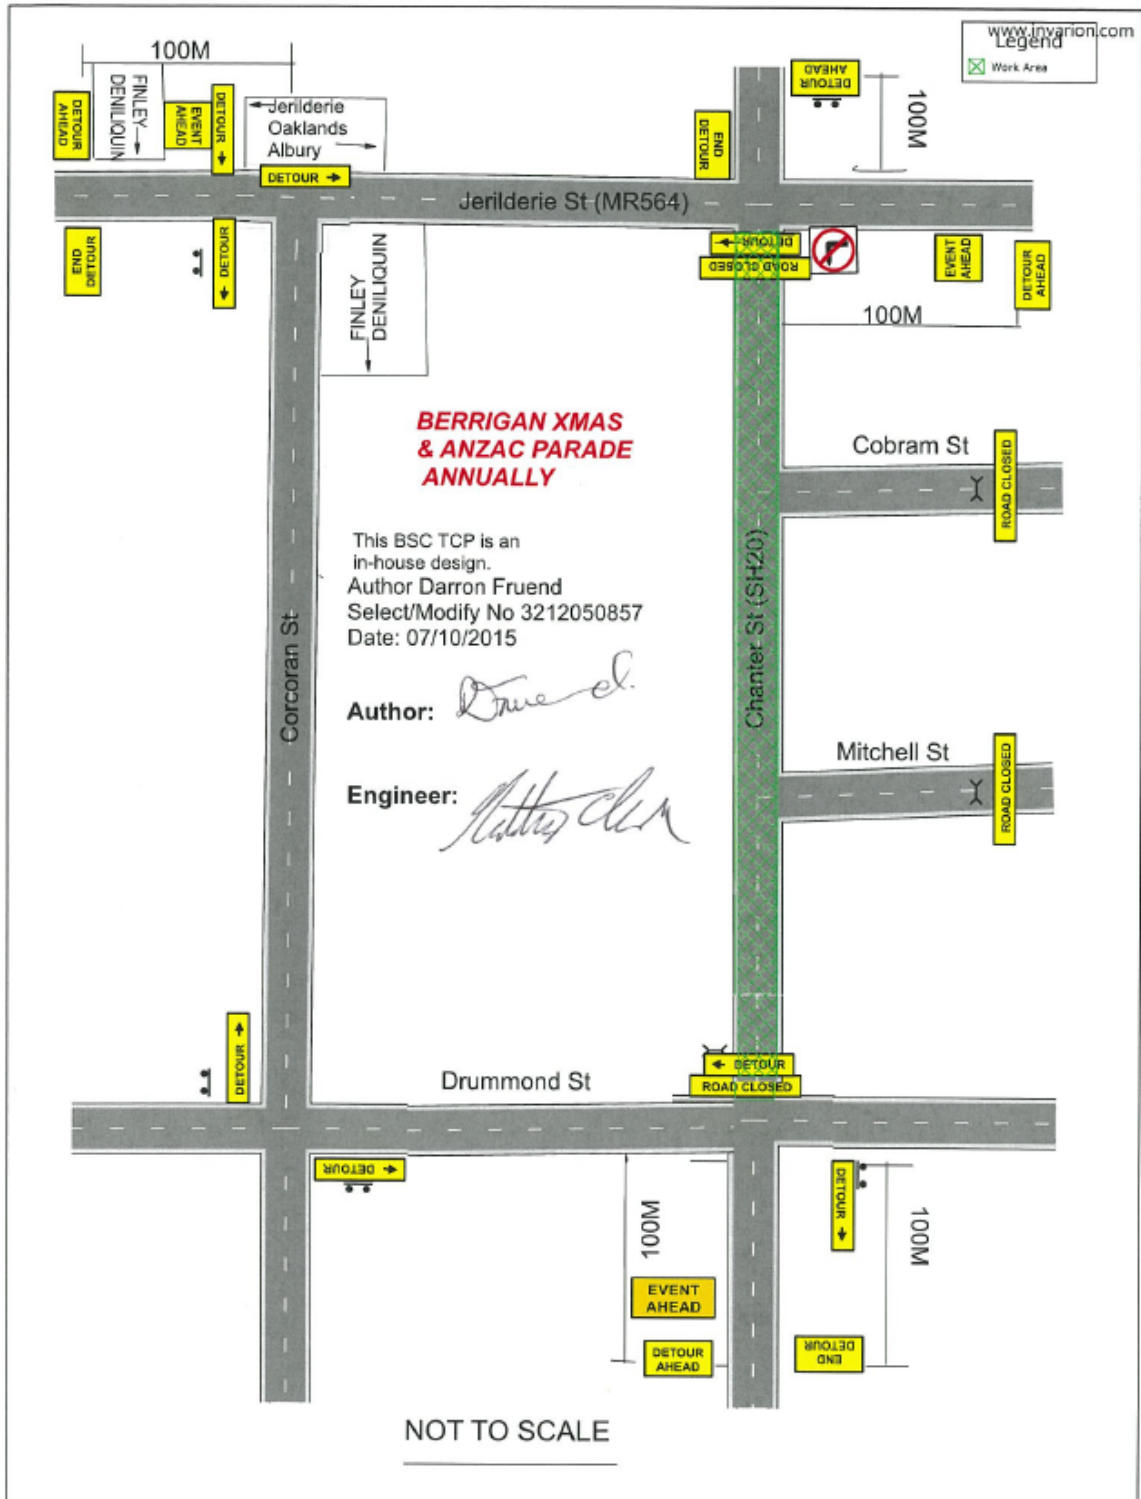 www.invarion.com
Legend
Work Area
100M
DETOUR
AHEAD
FINLEY
DENILIQUIN
EVENT
AHEAD
DETOUR
Jerilderie
Oaklands
Albury
DETOUR
END
DETOUR
DETOUR
AHEAD
100M
Jerilderie St (MR564)
END
DETOUR
DETOUR
FINLEY
DENILIQUIN
DETOUR
ROAD CLOSED
EVENT
AHEAD
DETOUR
AHEAD
100M
BERRIGAN XMAS
& ANZAC PARADE
ANNUALLY
Cobram St
ROAD CLOSED
This BSC TCP is an
in-house design.
Author Darron Fruend
Select/Modify No 3212050857
Date: 07/10/2015
Corcoran St
Chanter St (SH20)
Author:
Mitchell St
ROAD CLOSED
Engineer:
DETOUR
Drummond St
DETOUR
ROAD CLOSED
DETOUR
100M
DETOUR
100M
EVENT
AHEAD
DETOUR
AHEAD
END
DETOUR
NOT TO SCALE